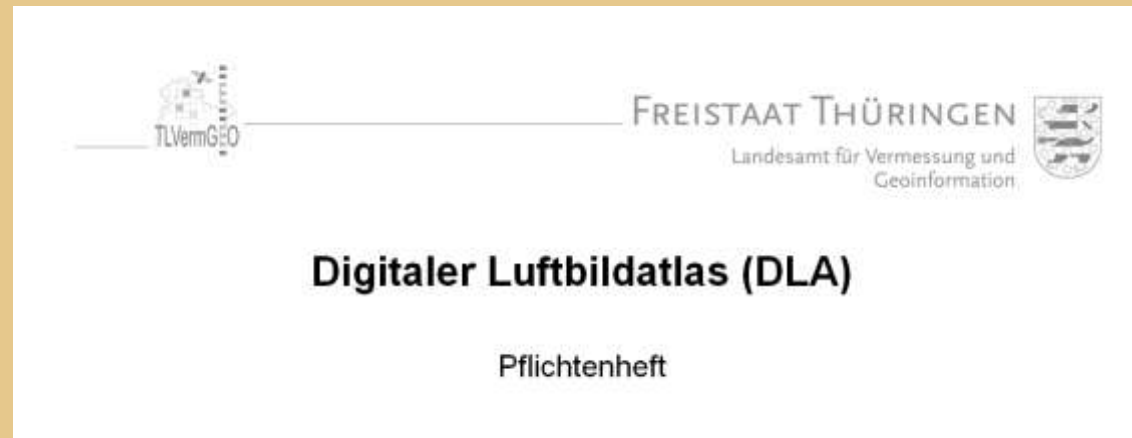 TLVermGEO
FREISTAAT THÜRINGEN
Landesamt für Vermessung und
Geoinformation
Digitaler Luftbildatlas (DLA)
Pflichtenheft